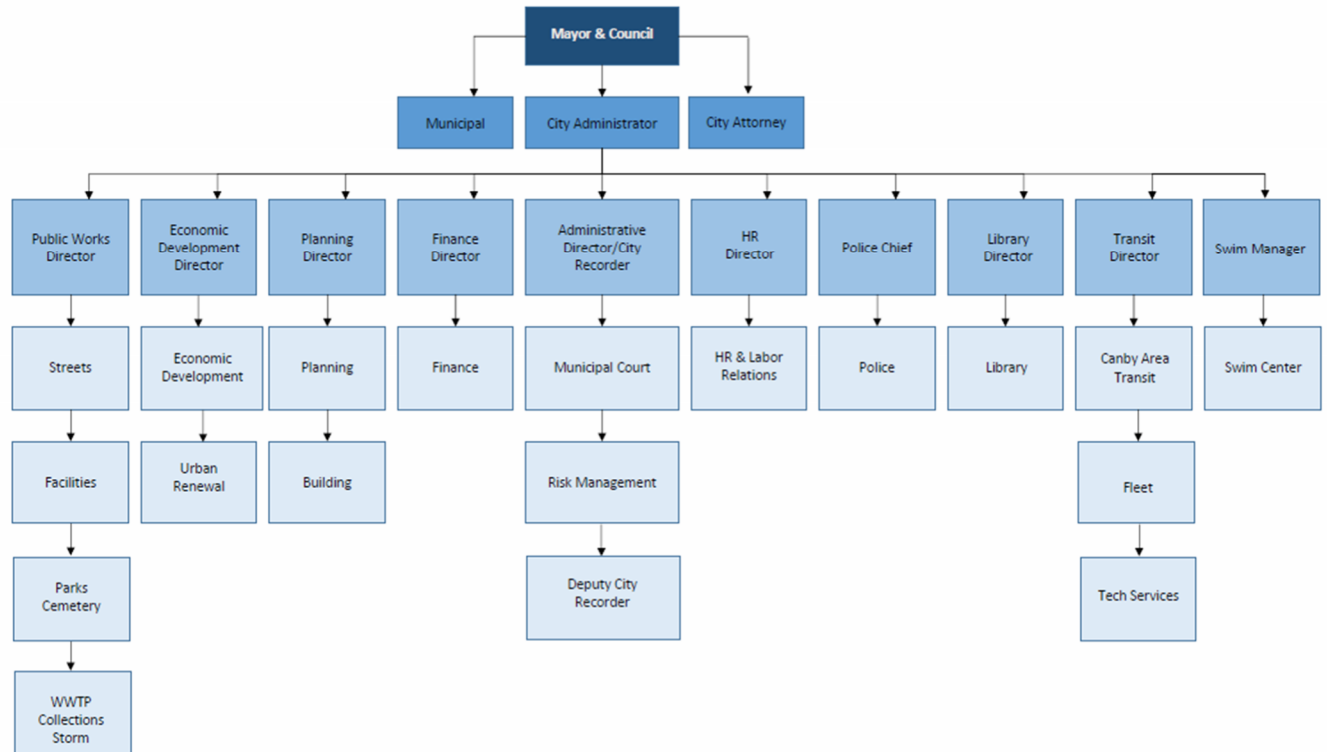 Mayor & Council
Municipal
City Administrator
City Attorney
Public Works
Director
Economic
Development
Director
Planning
Director
Finance
Director
Administrative
Director/City
Recorder
HR
Director
Police Chief
Library
Director
Transit
Director
Swim Manager
Streets
Economic
Development
Planning
Finance
Municipal Court
HR & Labor
Relations
Police
Library
Canby Area
Transit
Swim Center
Facilities
Urban
Renewal
Building
Risk Management
Fleet
Parks
Cemetery
Deputy City
Recorder
Tech Services
WWTP
Collections
Storm